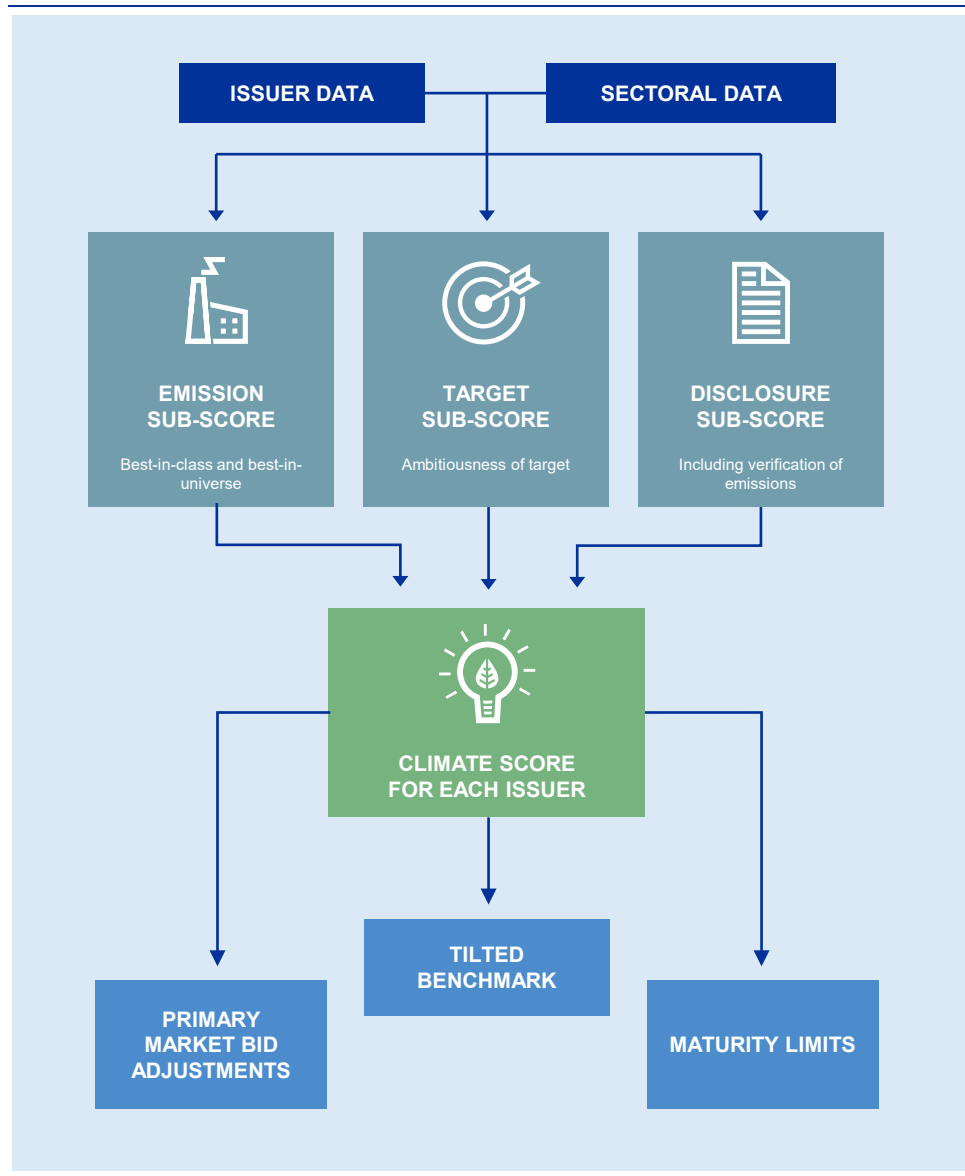 ISSUER DATA
SECTORAL DATA
EMISSION
SUB-SCORE
Best-in-class and best-in-
universe
TARGET
SUB-SCORE
Ambitiousness of target
DISCLOSURE
SUB-SCORE
Including verification of
emissions
CLIMATE SCORE
FOR EACH ISSUER
TILTED
BENCHMARK
PRIMARY
MARKET BID
ADJUSTMENTS
MATURITY LIMITS